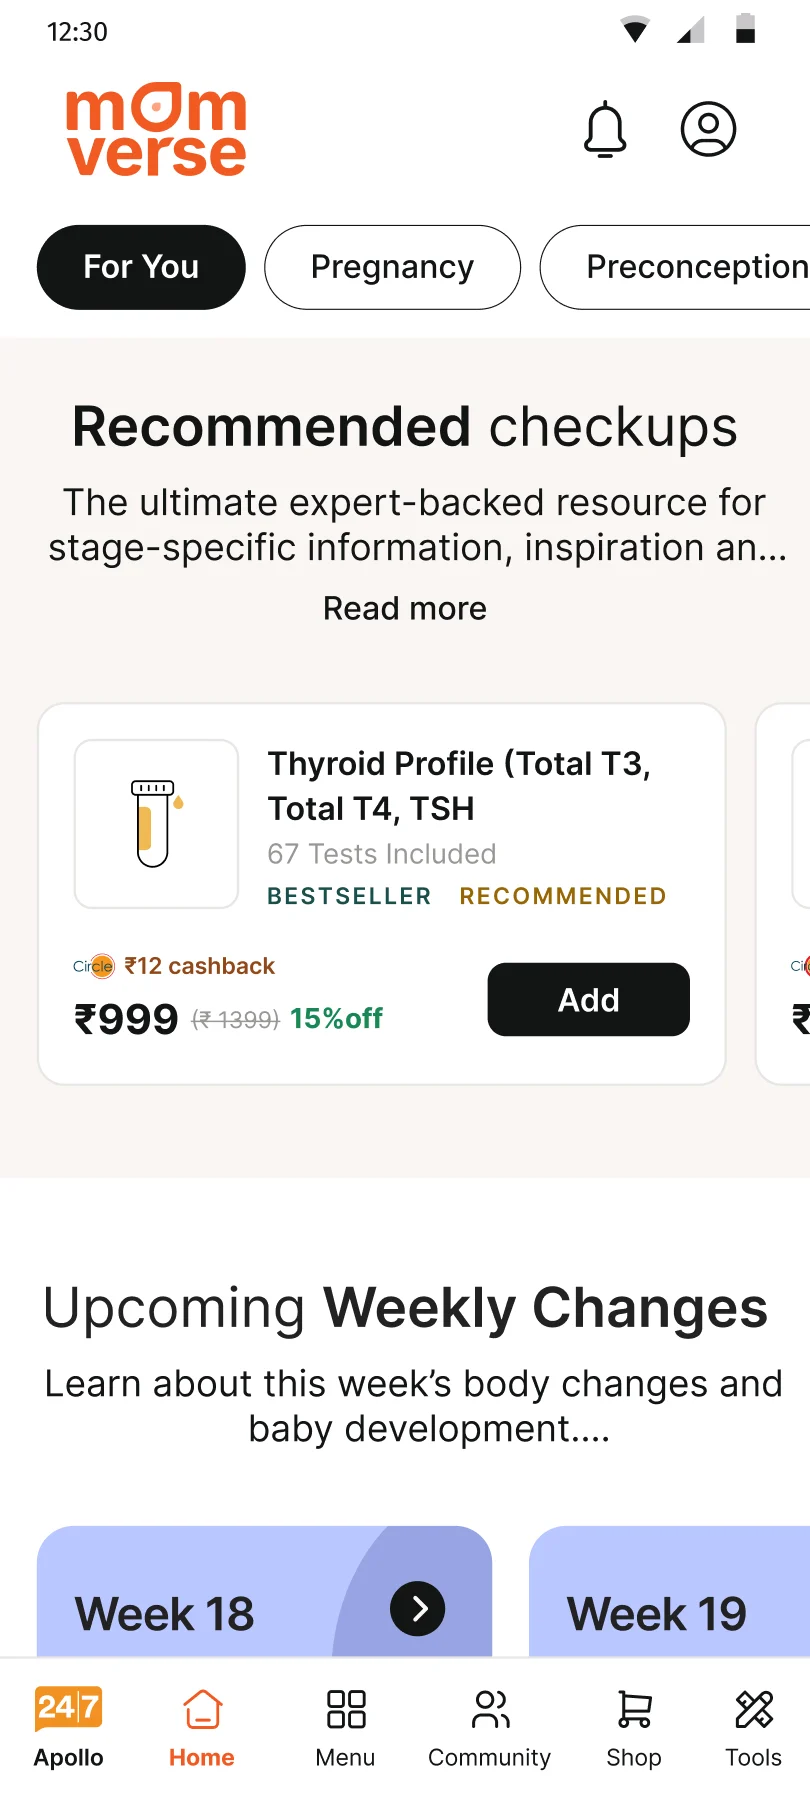 12:30
mom
verse
For You
Pregnancy
Preconception
Recommended checkups
The ultimate expert-backed resource for
stage-specific information, inspiration an...
Read more
Thyroid Profile (Total T3,
Total T4, TSH
67 Tests Included
BESTSELLER RECOMMENDED
Circle ₹12 cashback
₹999 (₹ 1399) 15%off
Add
₹
Upcoming Weekly Changes
Learn about this week’s body changes and
baby development....
Week 18
Week 19
24|7
Apollo
Home
Menu
Community
Shop
Tools